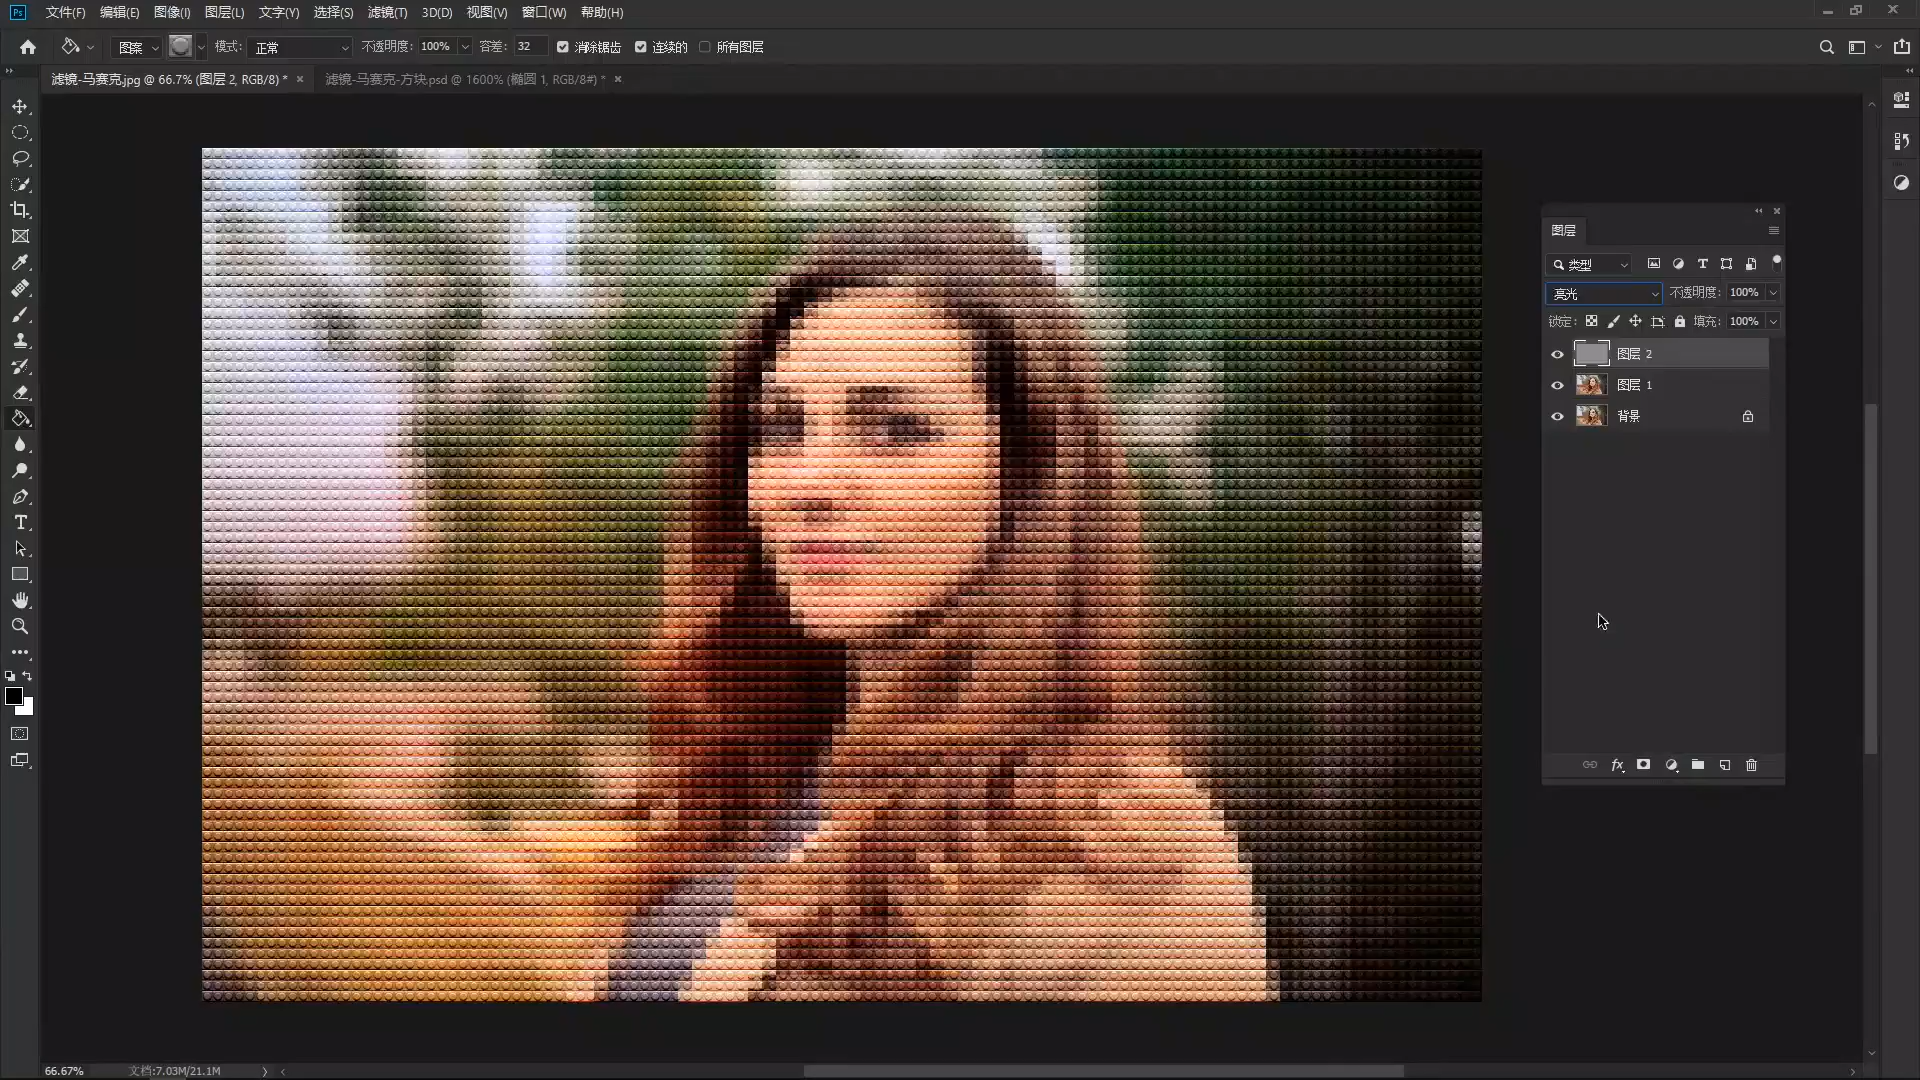 Ps 文件(F) 编辑(E) 图像(I) 图层(L) 文字(Y) 选择(S) 滤镜(T) 3D(D) 视图(V) 窗口(W) 帮助(H)
图案 模式: 正常 不透明度: 100% 容差: 32 消除锯齿 连续的 所有图层
滤镜-马赛克.jpg @ 66.7% (图层 2, RGB/8) * 滤镜-马赛克-方块.psd @ 1600% (椭圆 1, RGB/8#) *
图层
类型
亮光 不透明度: 100%
锁定: 填充: 100%
图层 2
图层 1
背景
fx
66.67% 文档:7.03M/21.1M